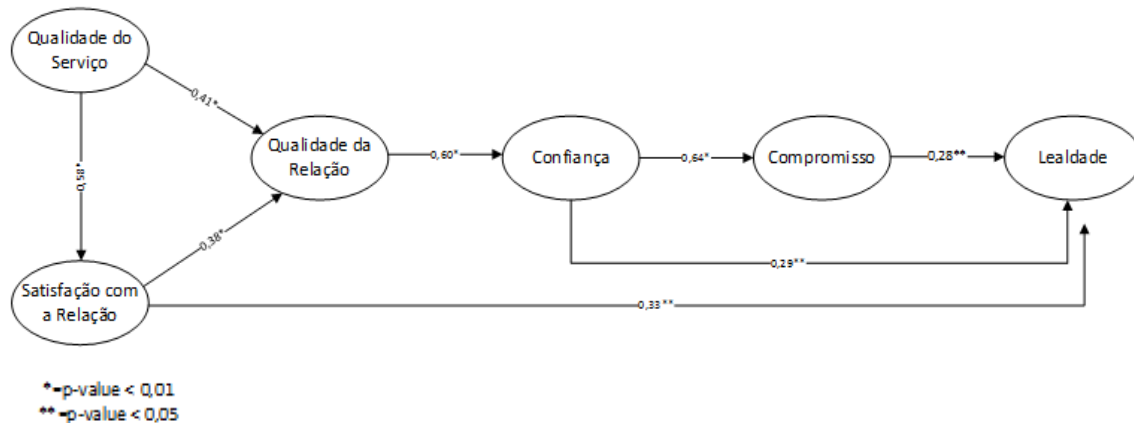 Qualidade do
Serviço
0,41*
Qualidade da
Relação
0,60*
Confiança
0,64*
Compromisso
0,28**
Lealdade
0,85*
0,38*
0,29**
Satisfação com
a Relação
0,33**
*=p-value < 0,01
**=p-value < 0,05